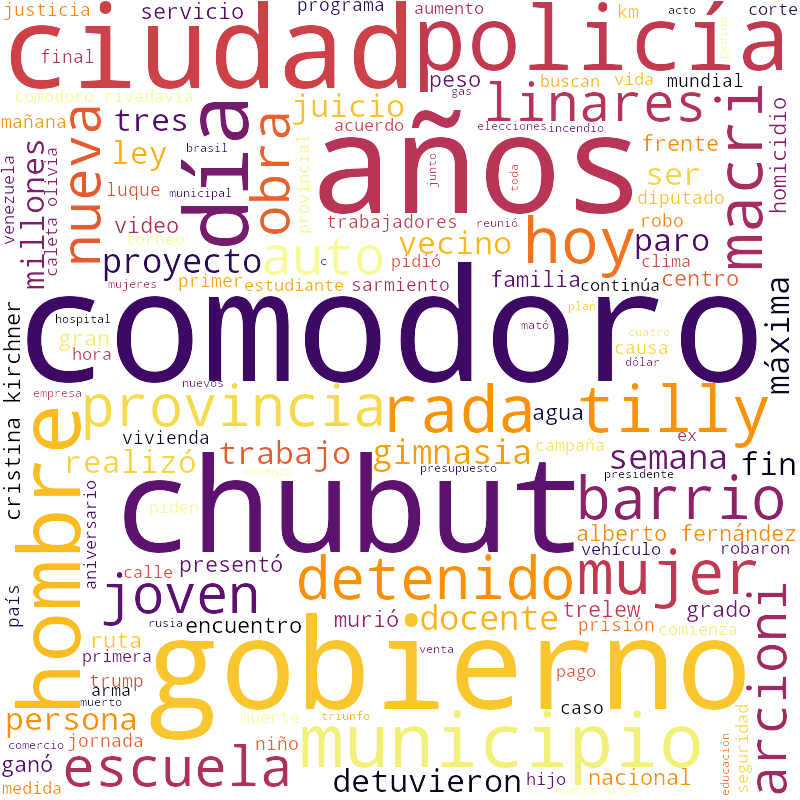 justicia servicio programa aumento km acto corte
ciudad policía
final peso buscan vida mundial
comodoro rivadavia juicio linares
mañana tres acuerdo elecciones incendio frente
nueva día obra años macri homicidio
ley brasil provincial junto toda ser
venezuela caleta olivia millones luque municipal diputado
video torneo trabajadores reunió robo
proyecto auto vecino hoy paro
mujeres primer estudiante c pidió sarmiento familia clima continúa centro
hospital comodoro mató plan máxima
gran cuatro causa
hora dólar
cristina kirchner empresa nuevos
provincia rada tilly
agua
hombre vivienda trabajo gimnasia campaña ex
realizó semana fin
comenzó presupuesto presidente
aniversario chubut barrio
piden alberto fernández
calle presentó vehículo robaron
país joven detenido mujer
murió docente trelew grado
ruta rusia encuentro prisión comienza
primera gobierno venta arcioni
trump pago
arma muerto caso
persona muerte triunfo municipio
comercio jornada niño seguridad educación
ganó escuela hijo nacional
medida detuvieron